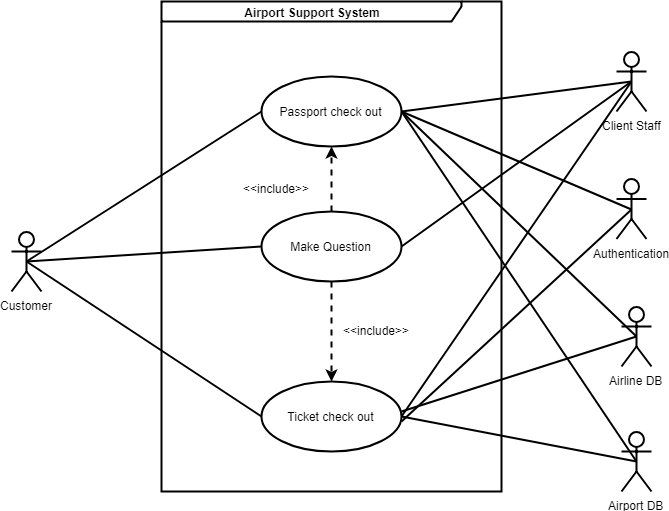 Airport Support System
Passport check out
Client Staff
<<include>>
Make Question
Authentication
Customer
<<include>>
Airline DB
Ticket check out
Airport DB